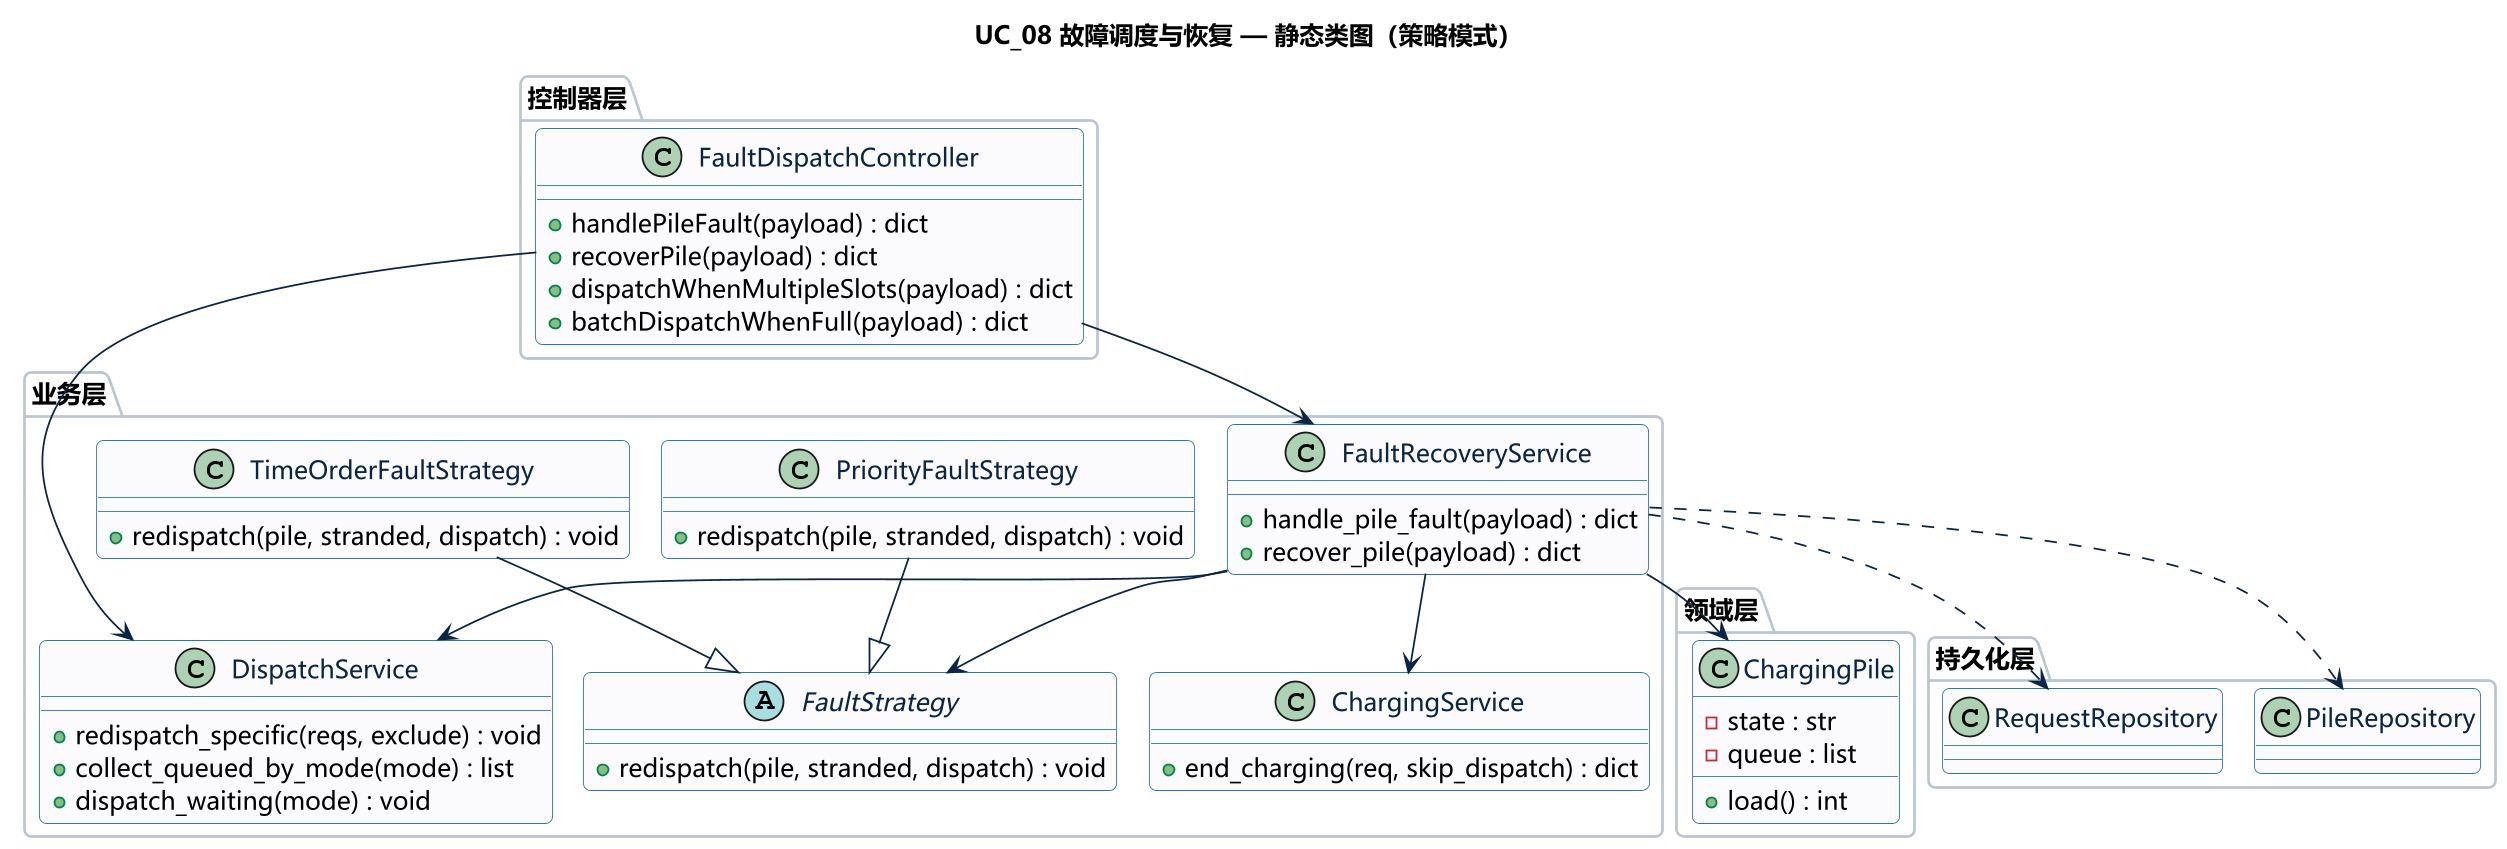 UC_08 故障调度与恢复 — 静态类图（策略模式）
控制器层
C FaultDispatchController
handlePileFault(payload) : dict
recoverPile(payload) : dict
dispatchWhenMultipleSlots(payload) : dict
batchDispatchWhenFull(payload) : dict
业务层
C TimeOrderFaultStrategy
redispatch(pile, stranded, dispatch) : void
C PriorityFaultStrategy
redispatch(pile, stranded, dispatch) : void
C FaultRecoveryService
handle_pile_fault(payload) : dict
recover_pile(payload) : dict
C DispatchService
redispatch_specific(reqs, exclude) : void
collect_queued_by_mode(mode) : list
dispatch_waiting(mode) : void
A FaultStrategy
redispatch(pile, stranded, dispatch) : void
C ChargingService
end_charging(req, skip_dispatch) : dict
领域层
C ChargingPile
state : str
queue : list
load() : int
持久化层
C RequestRepository
C PileRepository